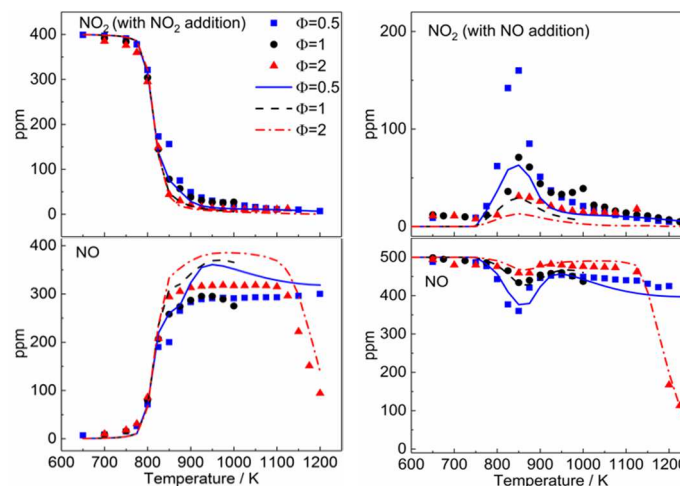 NO₂ (with NO₂ addition)
Φ=0.5
Φ=1
Φ=2
Φ=0.5
Φ=1
Φ=2
400
300
200
100
0
ppm
NO
400
300
200
100
0
ppm
600 700 800 900 1000 1100 1200
Temperature / K
NO₂ (with NO addition)
200
100
0
ppm
NO
500
400
300
200
100
0
ppm
600 700 800 900 1000 1100 1200
Temperature / K